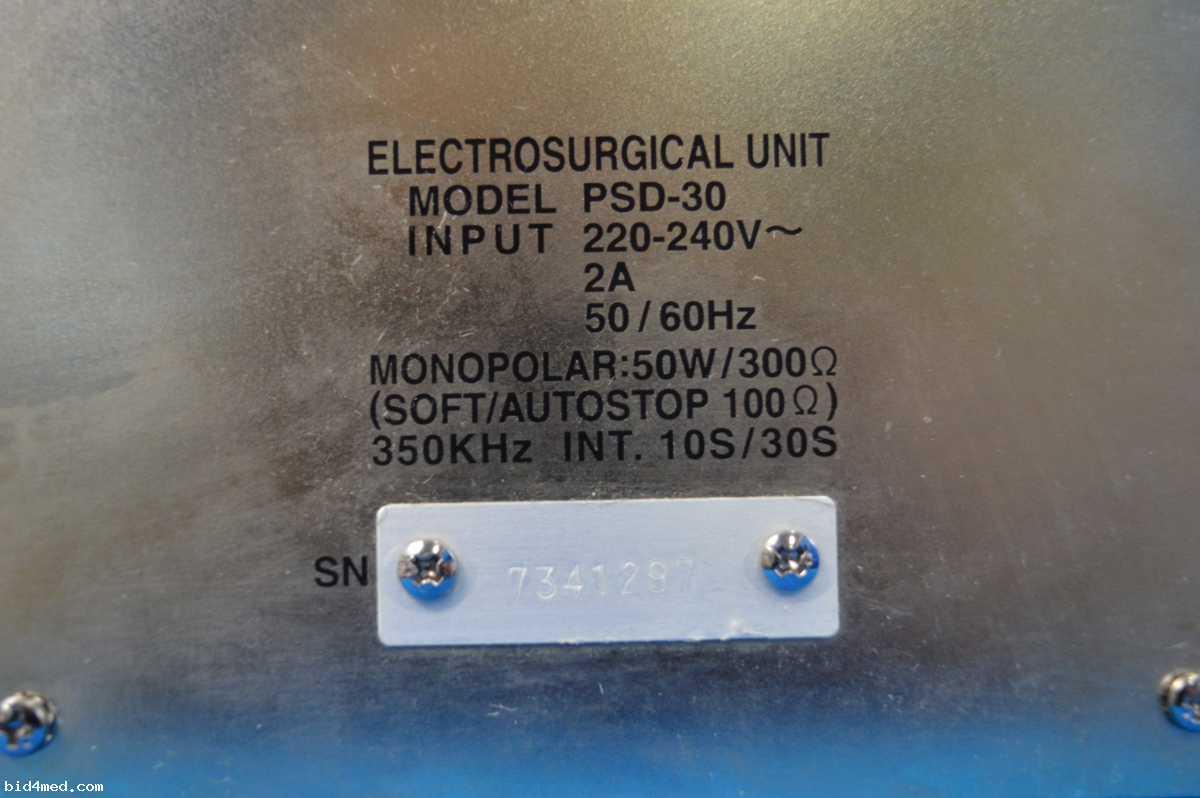 ELECTROSURGICAL UNIT
MODEL PSD-30
INPUT 220-240V～
2A
50/60Hz
MONOPOLAR:50W/300Ω
(SOFT/AUTOSTOP 100Ω)
350KHz INT. 10S/30S
SN 7341297
bid4med.com